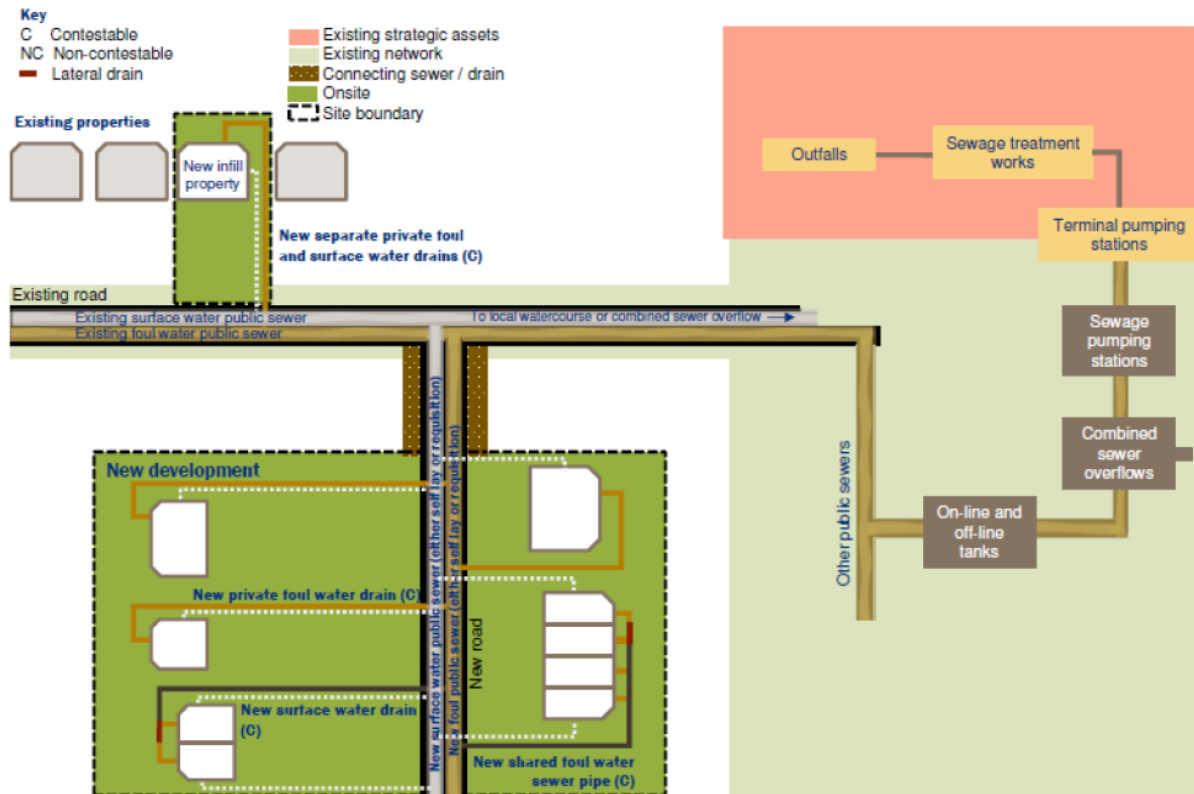 Key
C Contestable
NC Non-contestable
Lateral drain
Existing strategic assets
Existing network
Connecting sewer / drain
Onsite
Site boundary
Existing properties
New infill
property
New separate private foul
and surface water drains (C)
Existing road
Existing surface water public sewer
To local watercourse or combined sewer overflow
Existing foul water public sewer
Outfalls
Sewage treatment
works
Terminal pumping
stations
Sewage
pumping
stations
Combined
sewer
overflows
On-line and
off-line
tanks
Other public sewers
New development
New surface water public sewer (either self lay or requisition)
New foul public sewer (either self lay or requisition)
New road
New private foul water drain (C)
New surface water drain
(C)
New shared foul water
sewer pipe (C)